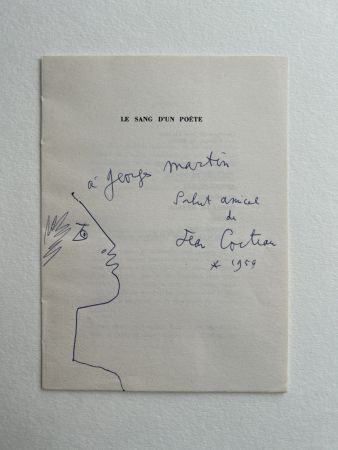 LE SANG D'UN POÈTE
à georges martin
Salut amical
de
Jean Cocteau
* 1959